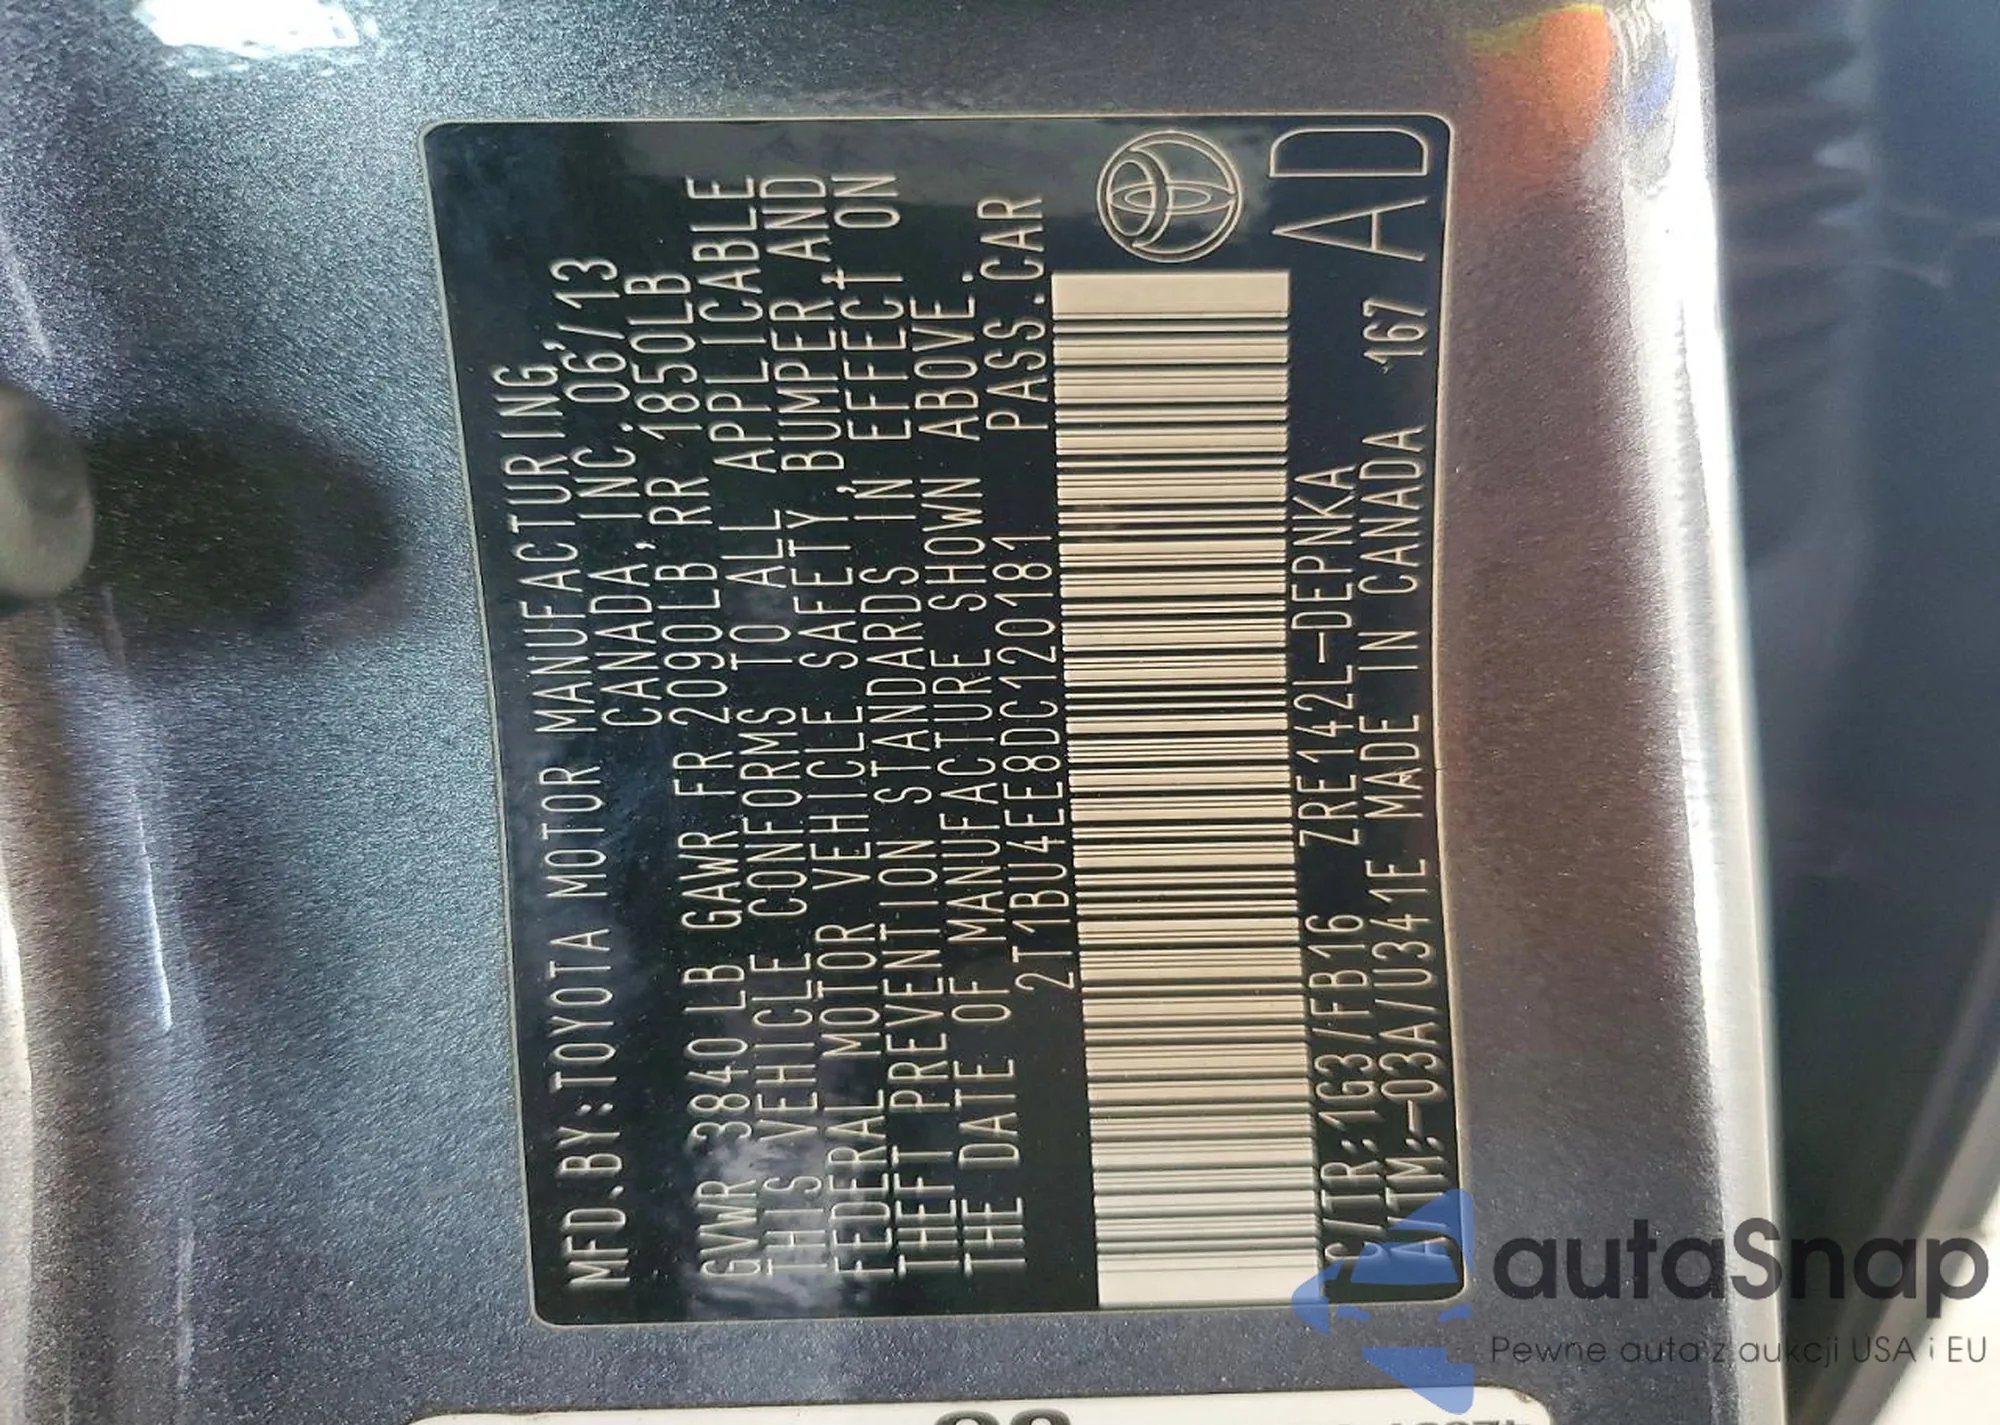 MFD.BY:TOYOTA MOTOR MANUFACTURING
CANADA, INC. 06/13
GVWR 3840 LB GAWR FR 2090LB, RR 1850LB
THIS VEHICLE CONFORMS TO ALL APPLICABLE
FEDERAL MOTOR VEHICLE SAFETY, BUMPER, AND
THEFT PREVENTION STANDARDS IN EFFECT ON
THE DATE OF MANUFACTURE SHOWN ABOVE.
2T1BU4EE8DC120181 PASS.CAR
C/TR:1G3/FB16 ZRE142L-DEPNKA
A/TM:-03A/U341E MADE IN CANADA 167 AD
autaSnap
Pewne auta z aukcji USA i EU